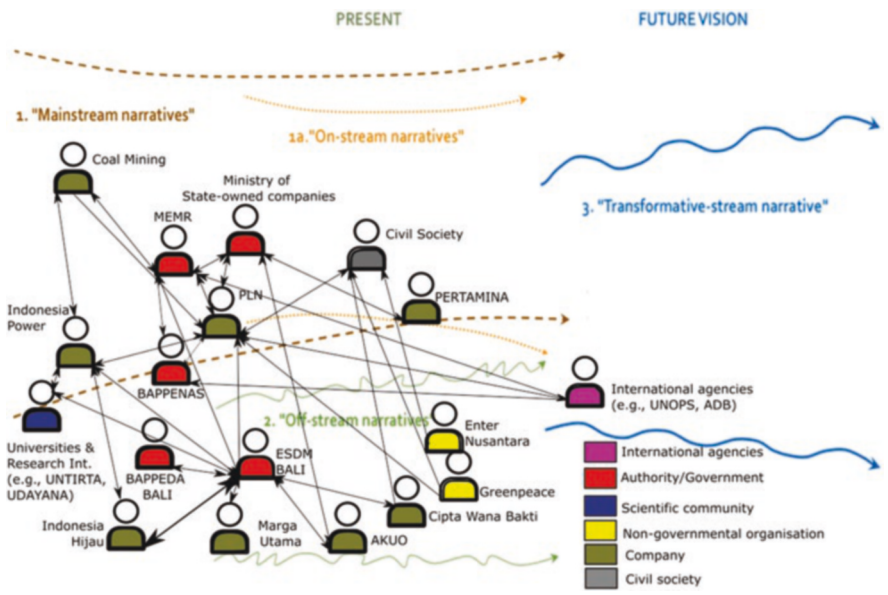 PRESENT
FUTURE VISION
1. "Mainstream narratives"
1a."On-stream narratives"
Coal Mining
Ministry of
State-owned companies
MEMR
Civil Society
3. "Transformative-stream narrative"
PLN
PERTAMINA
Indonesia
Power
BAPPENAS
International agencies
(e.g., UNOPS, ADB)
2. "Off-stream narratives
Enter
Nusantara
Universities &
Research Int.
(e.g., UNTIRTA,
UDAYANA)
BAPPEDA
BALI
ESDM
BALI
Greenpeace
Cipta Wana Bakti
Indonesia
Hijau
Marga
Utama
AKUO
International agencies
Authority/Government
Scientific community
Non-governmental organisation
Company
Civil society